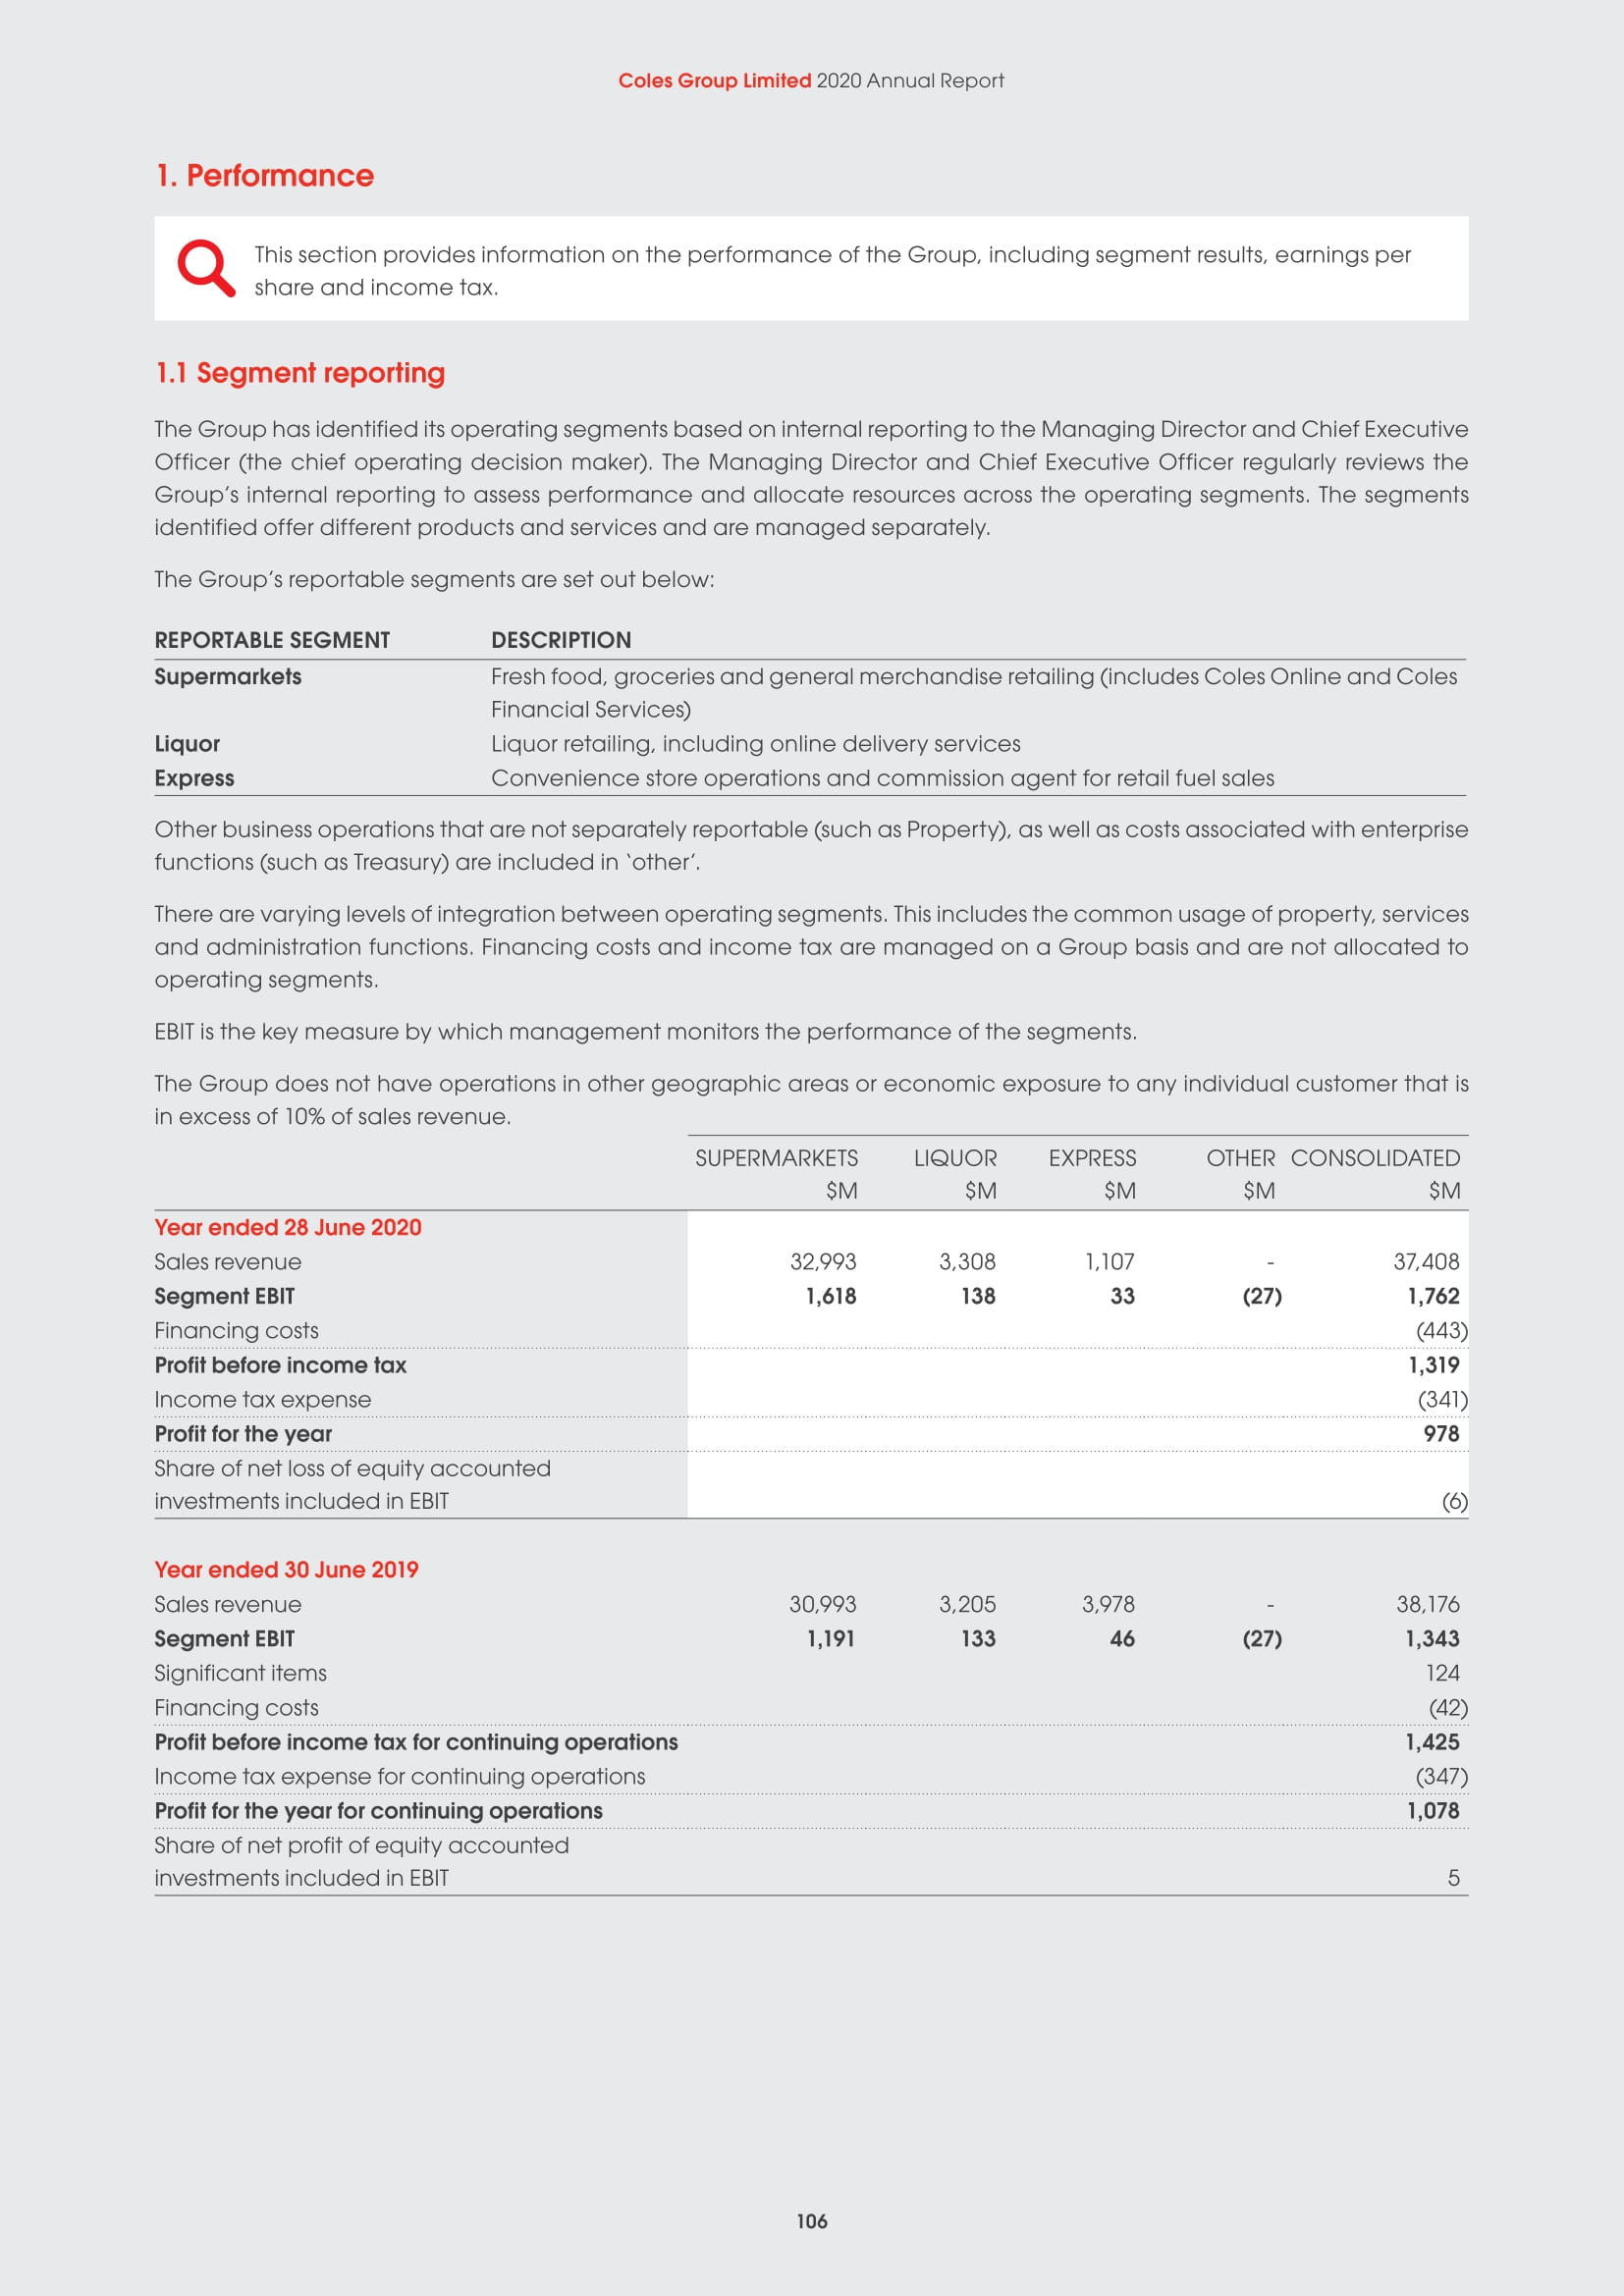 Coles Group Limited 2020 Annual Report
1. Performance
This section provides information on the performance of the Group, including segment results, earnings per
share and income tax.
1.1 Segment reporting
The Group has identified its operating segments based on internal reporting to the Managing Director and Chief Executive
Officer (the chief operating decision maker). The Managing Director and Chief Executive Officer regularly reviews the
Group's internal reporting to assess performance and allocate resources across the operating segments. The segments
identified offer different products and services and are managed separately.
The Group's reportable segments are set out below:
REPORTABLE SEGMENT DESCRIPTION
Supermarkets Fresh food, groceries and general merchandise retailing (includes Coles Online and Coles
Financial Services)
Liquor Liquor retailing, including online delivery services
Express Convenience store operations and commission agent for retail fuel sales
Other business operations that are not separately reportable (such as Property), as well as costs associated with enterprise
functions (such as Treasury) are included in 'other'.
There are varying levels of integration between operating segments. This includes the common usage of property, services
and administration functions. Financing costs and income tax are managed on a Group basis and are not allocated to
operating segments.
EBIT is the key measure by which management monitors the performance of the segments.
The Group does not have operations in other geographic areas or economic exposure to any individual customer that is
in excess of 10% of sales revenue.
SUPERMARKETS LIQUOR EXPRESS OTHER CONSOLIDATED
$M $M $M $M $M
Year ended 28 June 2020
Sales revenue 32,993 3,308 1,107 - 37,408
Segment EBIT 1,618 138 33 (27) 1,762
Financing costs (443)
Profit before income tax 1,319
Income tax expense (341)
Profit for the year 978
Share of net loss of equity accounted
investments included in EBIT (6)
Year ended 30 June 2019
Sales revenue 30,993 3,205 3,978 - 38,176
Segment EBIT 1,191 133 46 (27) 1,343
Significant items 124
Financing costs (42)
Profit before income tax for continuing operations 1,425
Income tax expense for continuing operations (347)
Profit for the year for continuing operations 1,078
Share of net profit of equity accounted
investments included in EBIT 5
106